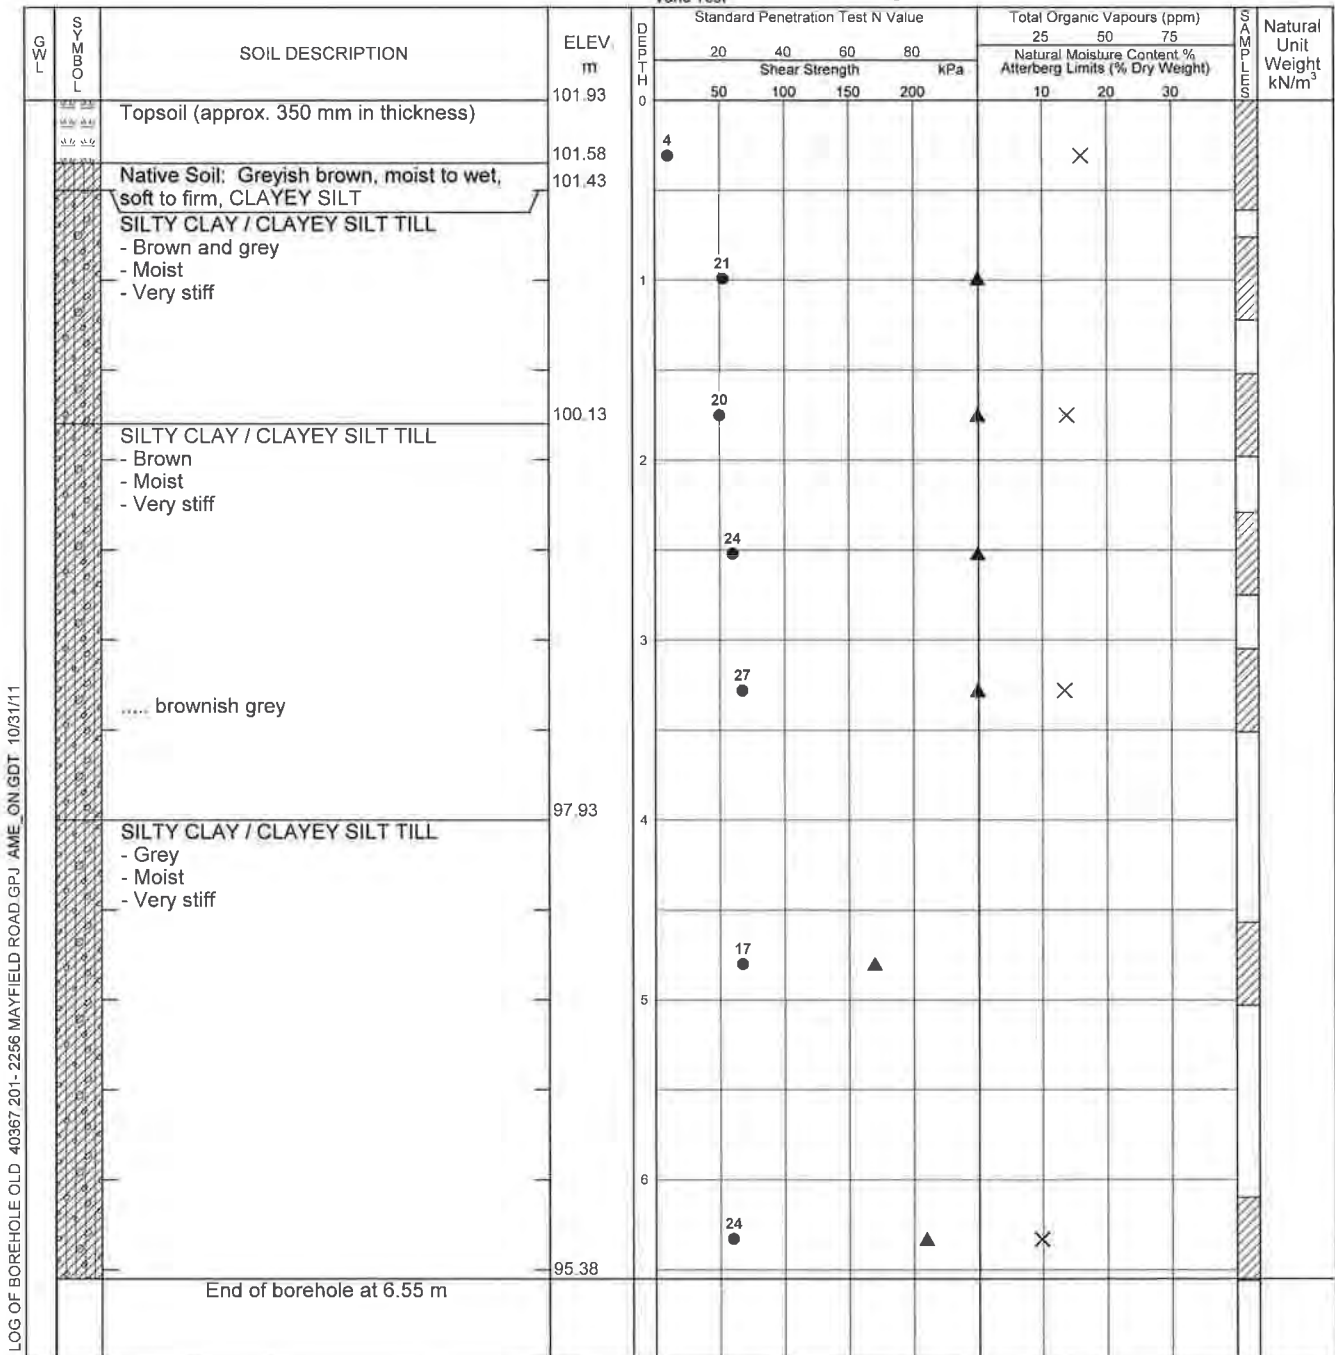 Standard Penetration Test N Value
Total Organic Vapours (ppm)
GWL
SYMBOL
SOIL DESCRIPTION
ELEV.
m
DEPTH
20 40 60 80
25 50 75
Natural Moisture Content %
Atterberg Limits (% Dry Weight)
Shear Strength kPa
SAMPLES
Natural
Unit
Weight
kN/m³
50 100 150 200
10 20 30
101.93
0
Topsoil (approx. 350 mm in thickness)
4
101.58
Native Soil: Greyish brown, moist to wet,
soft to firm, CLAYEY SILT
101.43
SILTY CLAY / CLAYEY SILT TILL
- Brown and grey
- Moist
- Very stiff
21
1
20
100.13
SILTY CLAY / CLAYEY SILT TILL
- Brown
- Moist
- Very stiff
2
24
3
27
..... brownish grey
97.93
4
SILTY CLAY / CLAYEY SILT TILL
- Grey
- Moist
- Very stiff
17
5
6
24
95.38
End of borehole at 6.55 m
LOG OF BOREHOLE OLD 40367 201- 2256 MAYFIELD ROAD.GPJ AME_ON.GDT 10/31/11